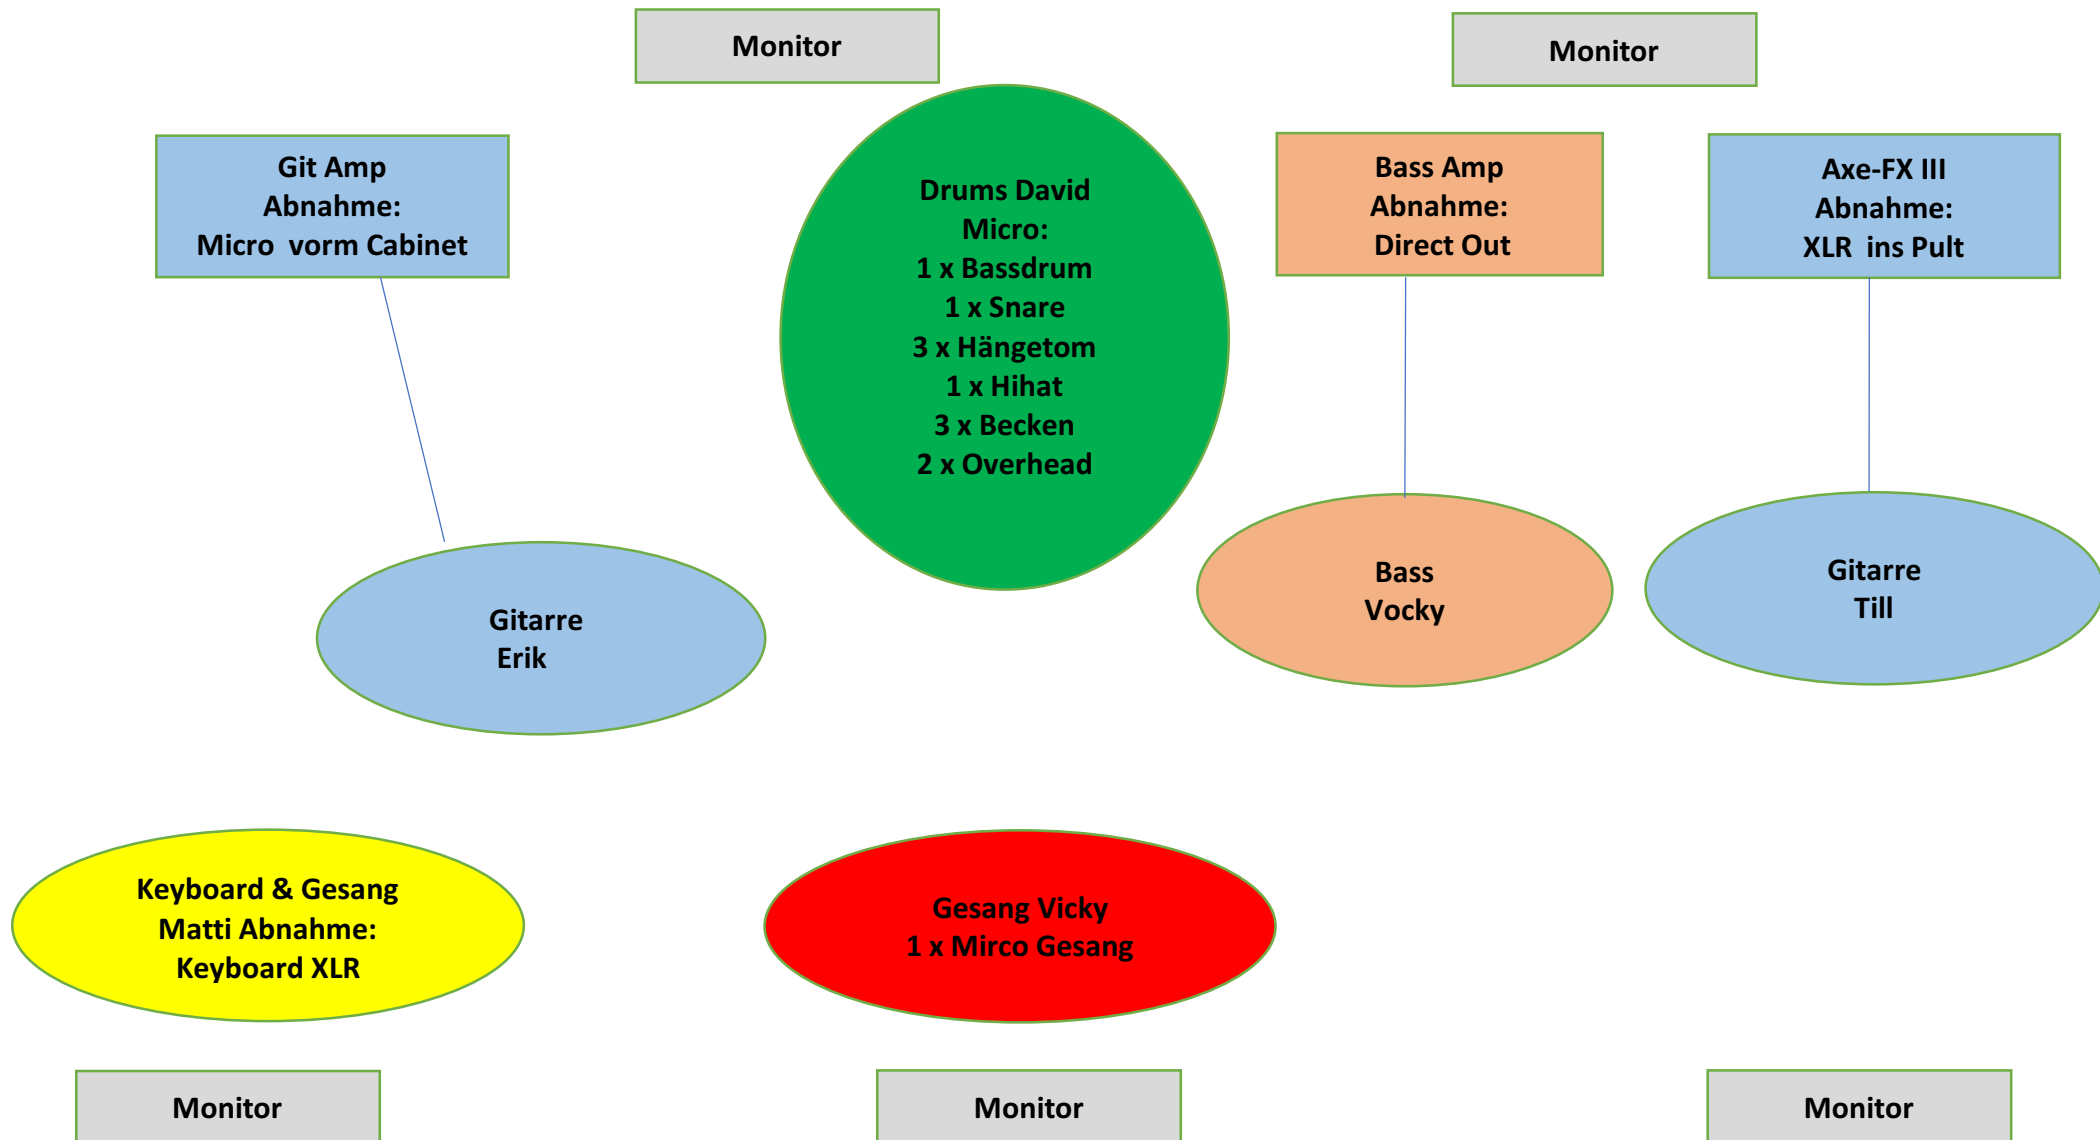 Monitor
Monitor
Git Amp
Abnahme:
Micro vorm Cabinet
Drums David
Micro:
1 x Bassdrum
1 x Snare
3 x Hängetom
1 x Hihat
3 x Becken
2 x Overhead
Bass Amp
Abnahme:
Direct Out
Axe-FX III
Abnahme:
XLR ins Pult
Gitarre
Erik
Bass
Vocky
Gitarre
Till
Keyboard & Gesang
Matti Abnahme:
Keyboard XLR
Gesang Vicky
1 x Mirco Gesang
Monitor
Monitor
Monitor